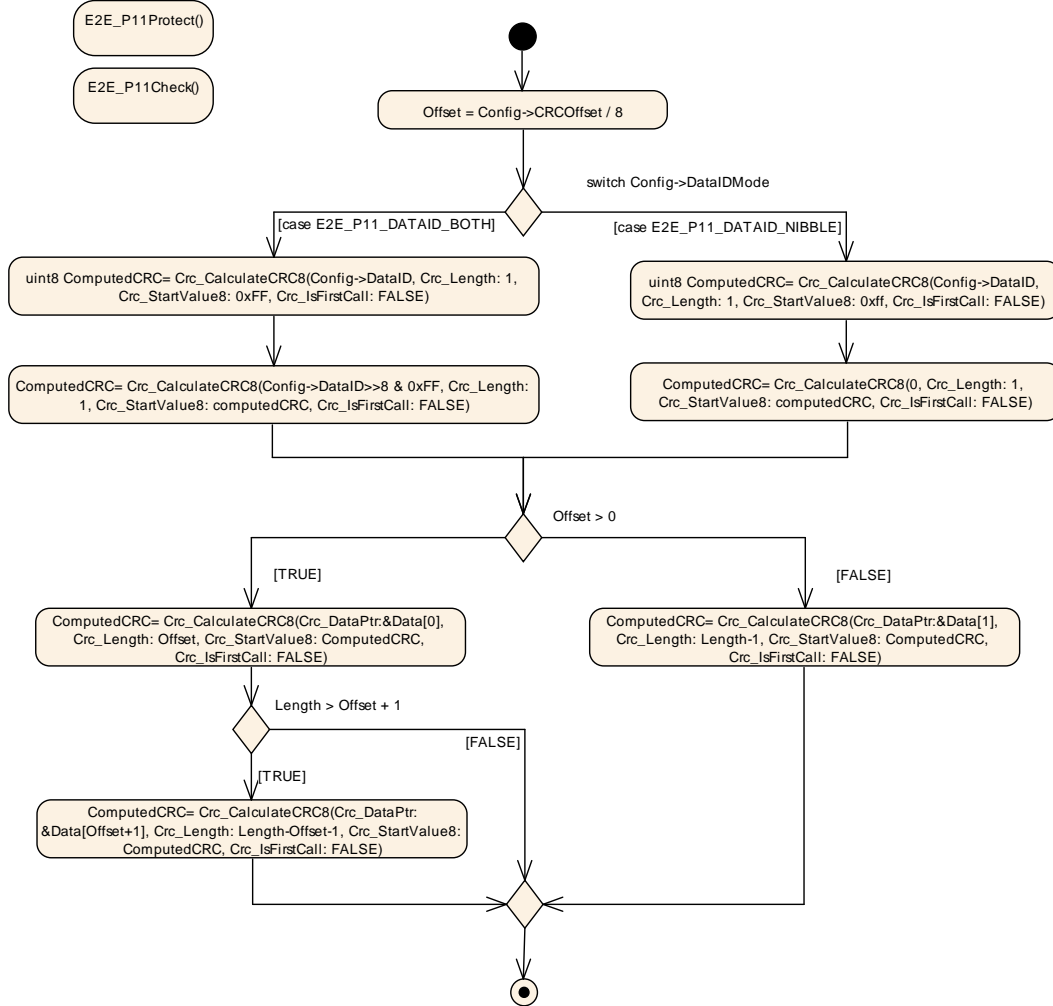 E2E_P11Protect()
E2E_P11Check()
Offset = Config->CRCOffset / 8
switch Config->DataIDMode
[case E2E_P11_DATAID_BOTH]
[case E2E_P11_DATAID_NIBBLE]
uint8 ComputedCRC= Crc_CalculateCRC8(Config->DataID, Crc_Length: 1,
Crc_StartValue8: 0xFF, Crc_IsFirstCall: FALSE)
uint8 ComputedCRC= Crc_CalculateCRC8(Config->DataID,
Crc_Length: 1, Crc_StartValue8: 0xff, Crc_IsFirstCall: FALSE)
ComputedCRC= Crc_CalculateCRC8(Config->DataID>>8 & 0xFF, Crc_Length:
1, Crc_StartValue8: computedCRC, Crc_IsFirstCall: FALSE)
ComputedCRC= Crc_CalculateCRC8(0, Crc_Length: 1,
Crc_StartValue8: computedCRC, Crc_IsFirstCall: FALSE)
Offset > 0
[TRUE]
[FALSE]
ComputedCRC= Crc_CalculateCRC8(Crc_DataPtr:&Data[0],
Crc_Length: Offset, Crc_StartValue8: ComputedCRC,
Crc_IsFirstCall: FALSE)
ComputedCRC= Crc_CalculateCRC8(Crc_DataPtr:&Data[1],
Crc_Length: Length-1, Crc_StartValue8: ComputedCRC,
Crc_IsFirstCall: FALSE)
Length > Offset + 1
[FALSE]
[TRUE]
ComputedCRC= Crc_CalculateCRC8(Crc_DataPtr:
&Data[Offset+1], Crc_Length: Length-Offset-1, Crc_StartValue8:
ComputedCRC, Crc_IsFirstCall: FALSE)